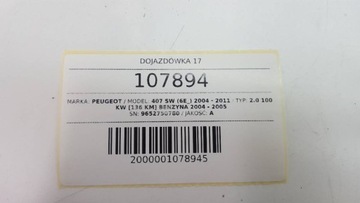 DOJAZDÓWKA 17
107894
MARKA: PEUGEOT / MODEL: 407 SW (6E_) 2004 - 2011 TYP: 2.0 100
KW [136 KM] BENZYNA 2004 - 2005
SN: / JAKOŚĆ: A
2000001078945